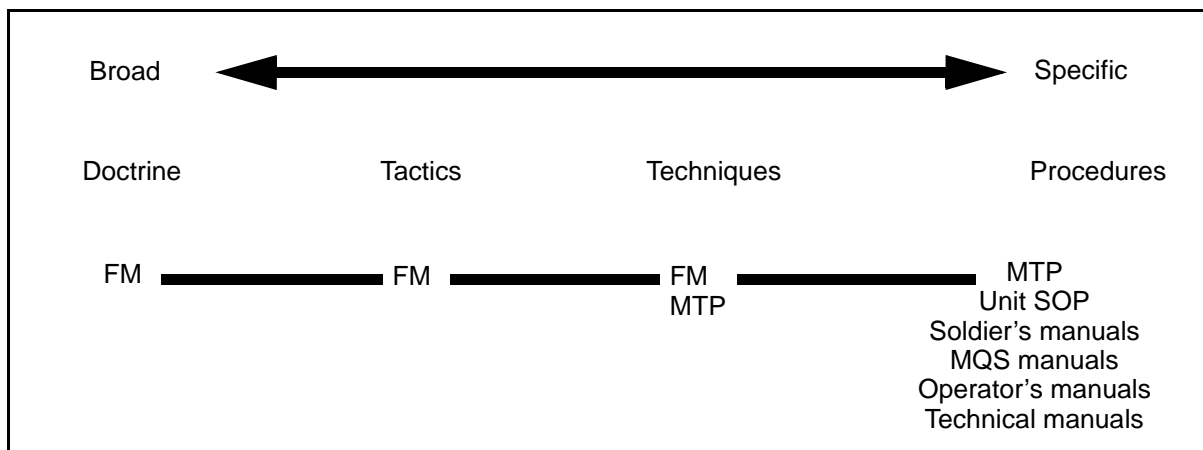 Broad Specific
Doctrine Tactics Techniques Procedures
FM FM FM MTP
MTP Unit SOP
Soldier’s manuals
MQS manuals
Operator’s manuals
Technical manuals